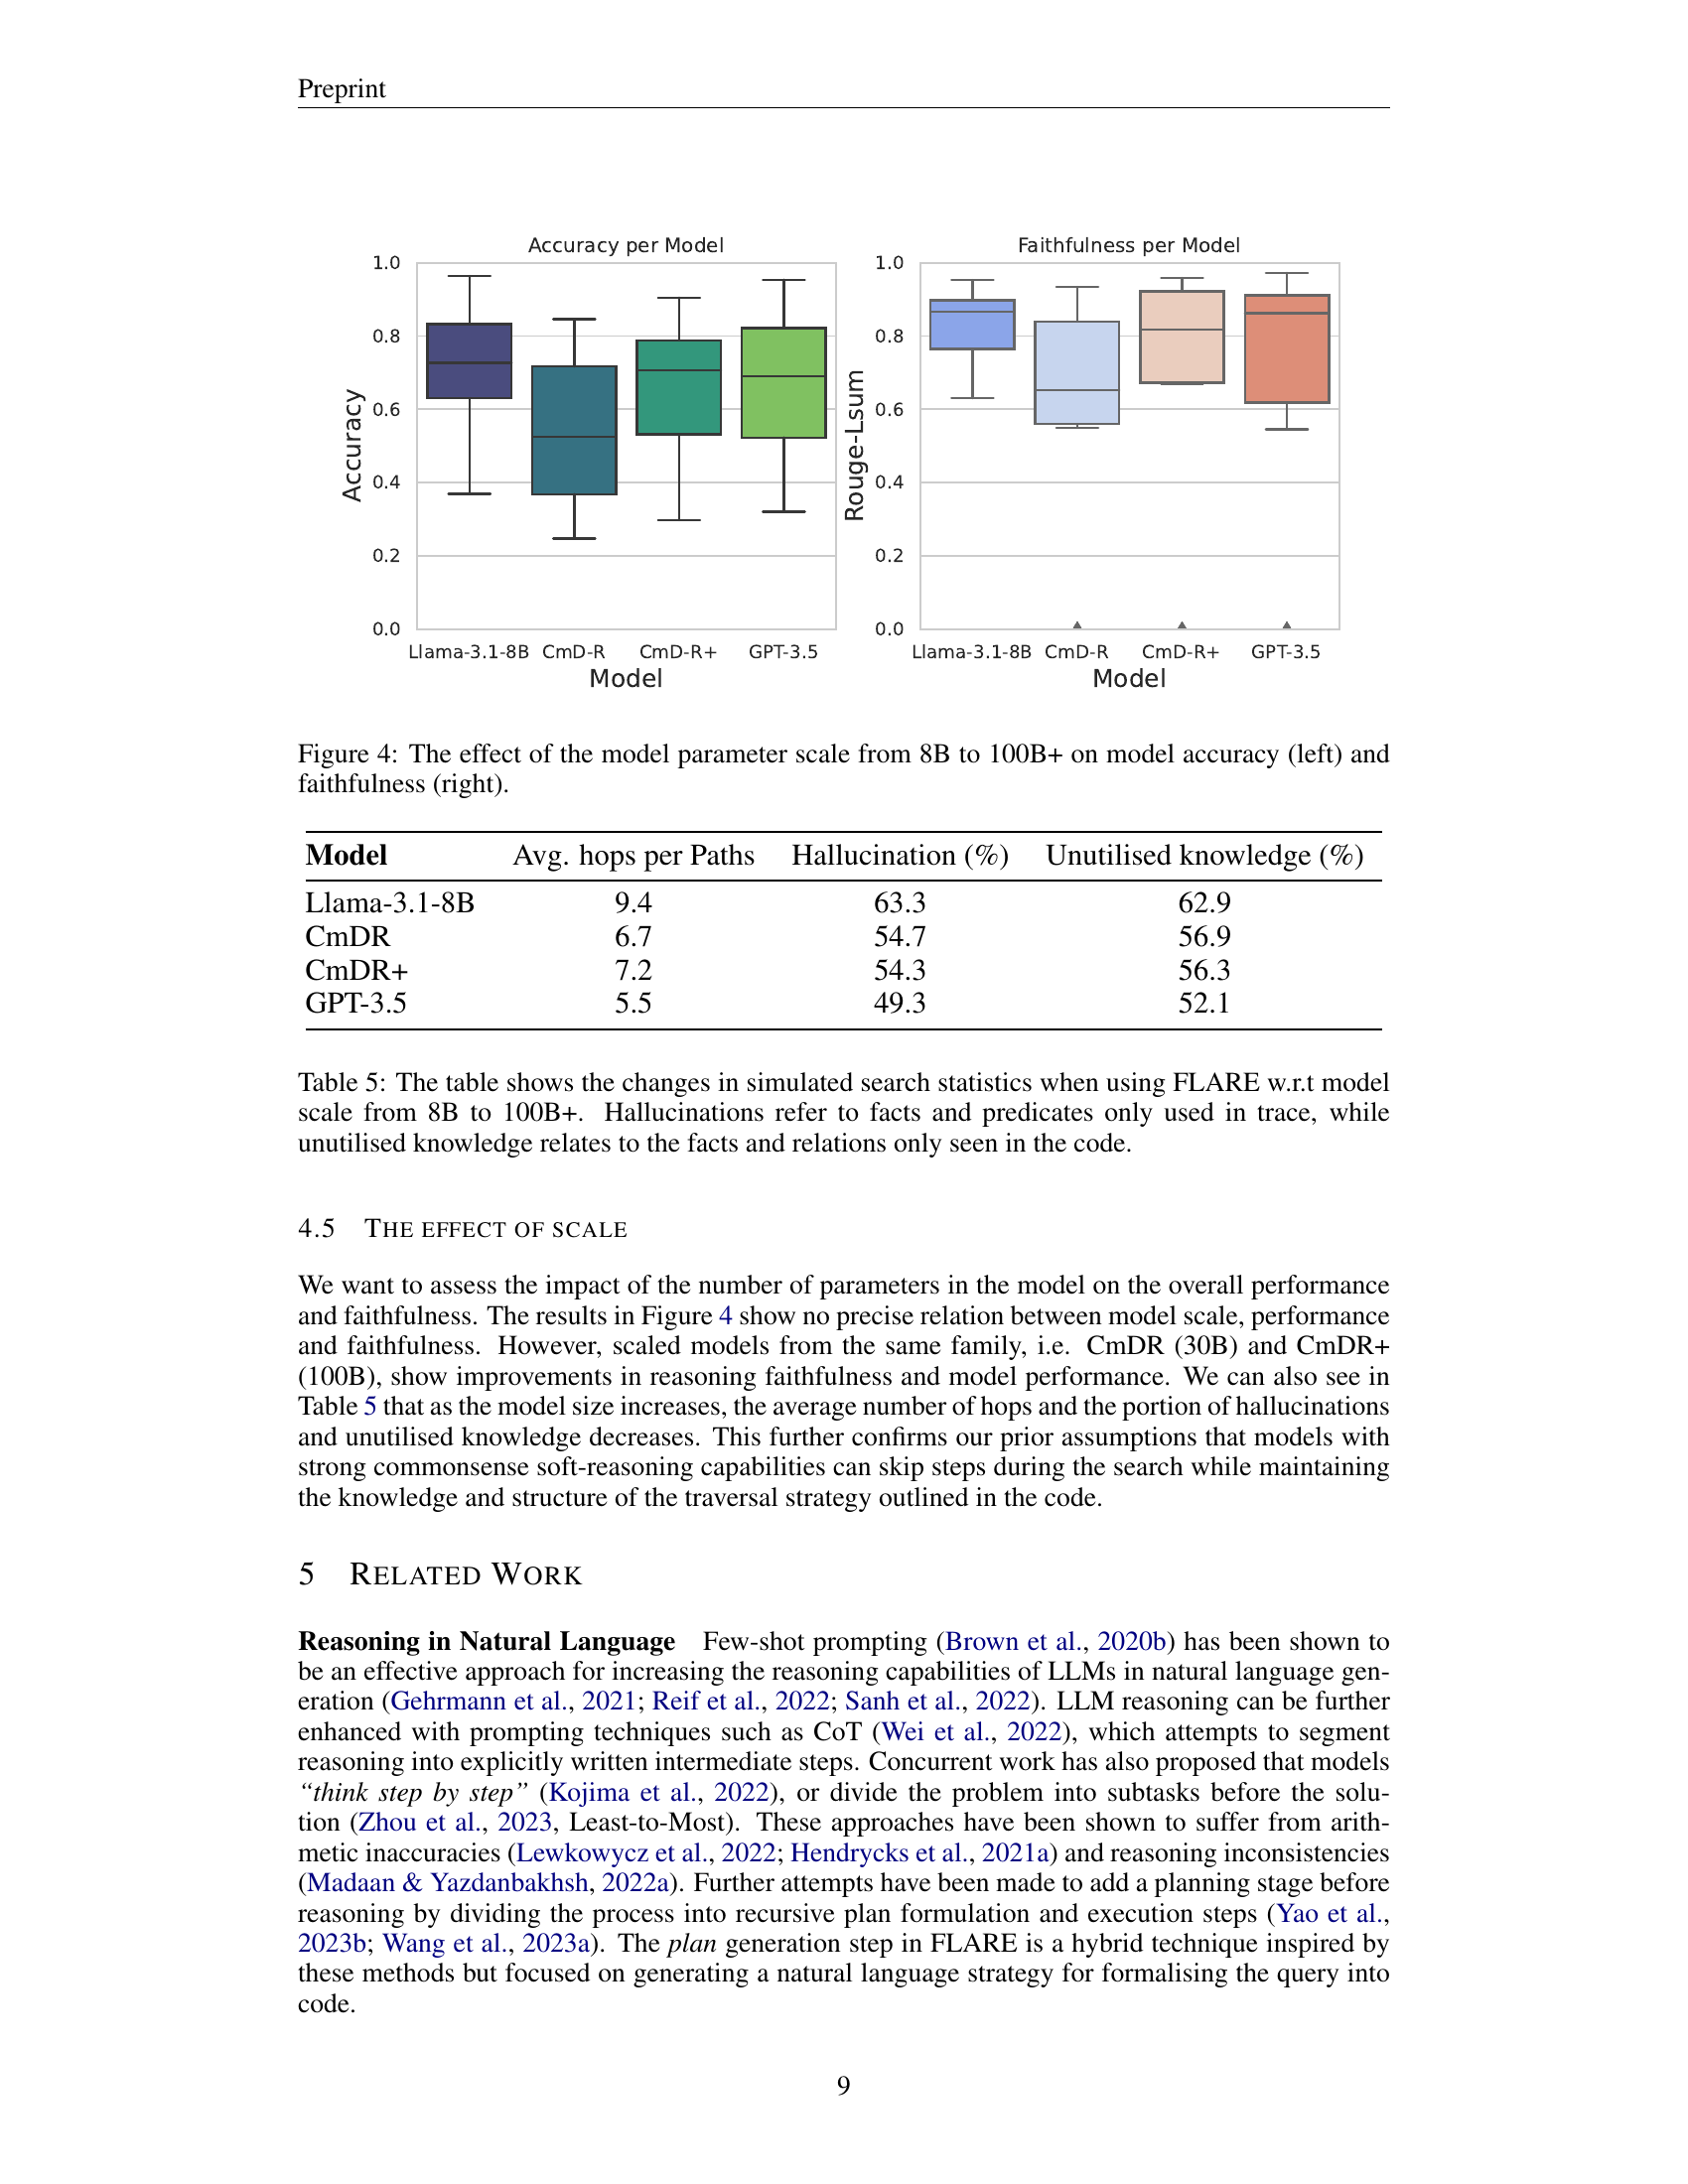 Preprint
Accuracy per Model
1.0
0.8
0.6
0.4
0.2
0.0
Accuracy
Llama-3.1-8B CmD-R CmD-R+ GPT-3.5
Model
Faithfulness per Model
1.0
0.8
0.6
0.4
0.2
0.0
Rouge-Lsum
Llama-3.1-8B CmD-R CmD-R+ GPT-3.5
Model
Figure 4: The effect of the model parameter scale from 8B to 100B+ on model accuracy (left) and
faithfulness (right).
Model Avg. hops per Paths Hallucination (%) Unutilised knowledge (%)
Llama-3.1-8B 9.4 63.3 62.9
CmDR 6.7 54.7 56.9
CmDR+ 7.2 54.3 56.3
GPT-3.5 5.5 49.3 52.1
Table 5: The table shows the changes in simulated search statistics when using FLARE w.r.t model
scale from 8B to 100B+. Hallucinations refer to facts and predicates only used in trace, while
unutilised knowledge relates to the facts and relations only seen in the code.
4.5 THE EFFECT OF SCALE
We want to assess the impact of the number of parameters in the model on the overall performance
and faithfulness. The results in Figure 4 show no precise relation between model scale, performance
and faithfulness. However, scaled models from the same family, i.e. CmDR (30B) and CmDR+
(100B), show improvements in reasoning faithfulness and model performance. We can also see in
Table 5 that as the model size increases, the average number of hops and the portion of hallucinations
and unutilised knowledge decreases. This further confirms our prior assumptions that models with
strong commonsense soft-reasoning capabilities can skip steps during the search while maintaining
the knowledge and structure of the traversal strategy outlined in the code.
5 RELATED WORK
Reasoning in Natural Language Few-shot prompting (Brown et al., 2020b) has been shown to
be an effective approach for increasing the reasoning capabilities of LLMs in natural language gen-
eration (Gehrmann et al., 2021; Reif et al., 2022; Sanh et al., 2022). LLM reasoning can be further
enhanced with prompting techniques such as CoT (Wei et al., 2022), which attempts to segment
reasoning into explicitly written intermediate steps. Concurrent work has also proposed that models
“think step by step” (Kojima et al., 2022), or divide the problem into subtasks before the solu-
tion (Zhou et al., 2023, Least-to-Most). These approaches have been shown to suffer from arith-
metic inaccuracies (Lewkowycz et al., 2022; Hendrycks et al., 2021a) and reasoning inconsistencies
(Madaan & Yazdanbakhsh, 2022a). Further attempts have been made to add a planning stage before
reasoning by dividing the process into recursive plan formulation and execution steps (Yao et al.,
2023b; Wang et al., 2023a). The plan generation step in FLARE is a hybrid technique inspired by
these methods but focused on generating a natural language strategy for formalising the query into
code.
9